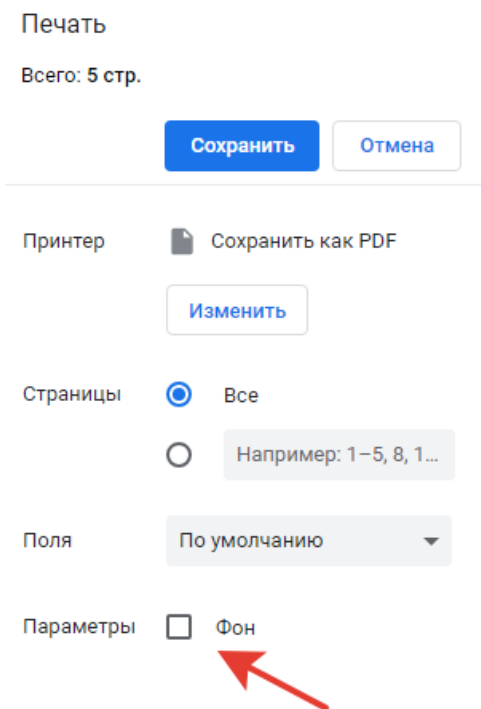 Печать
Всего: 5 стр.
Сохранить Отмена
Принтер Сохранить как PDF
Изменить
Страницы Все
Например: 1–5, 8, 1...
Поля По умолчанию
Параметры Фон